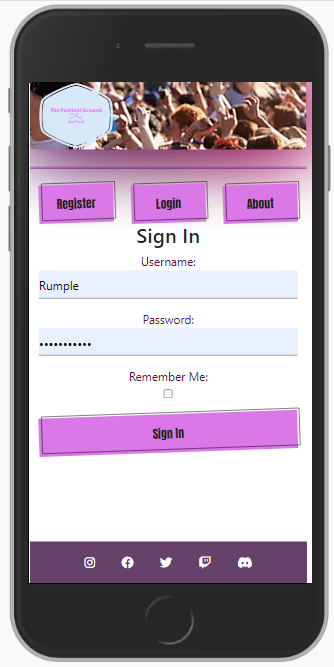 The Festival Ground
Register Login About
Sign In
Username:
Rumple
Password:
•••••••••••
Remember Me:
Sign In